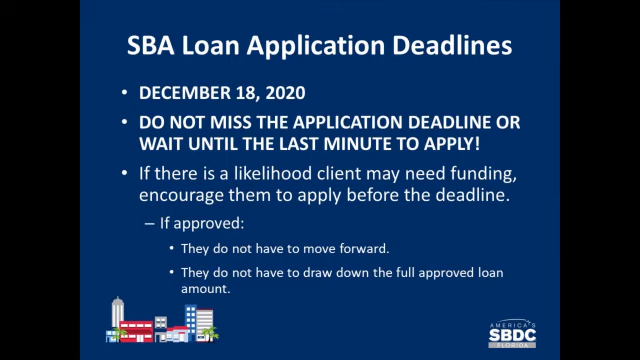 SBA Loan Application Deadlines
• DECEMBER 18, 2020
• DO NOT MISS THE APPLICATION DEADLINE OR
WAIT UNTIL THE LAST MINUTE TO APPLY!
• If there is a likelihood client may need funding,
encourage them to apply before the deadline.
– If approved:
• They do not have to move forward.
• They do not have to draw down the full approved loan
amount.
AMERICA'S
SBDC
FLORIDA